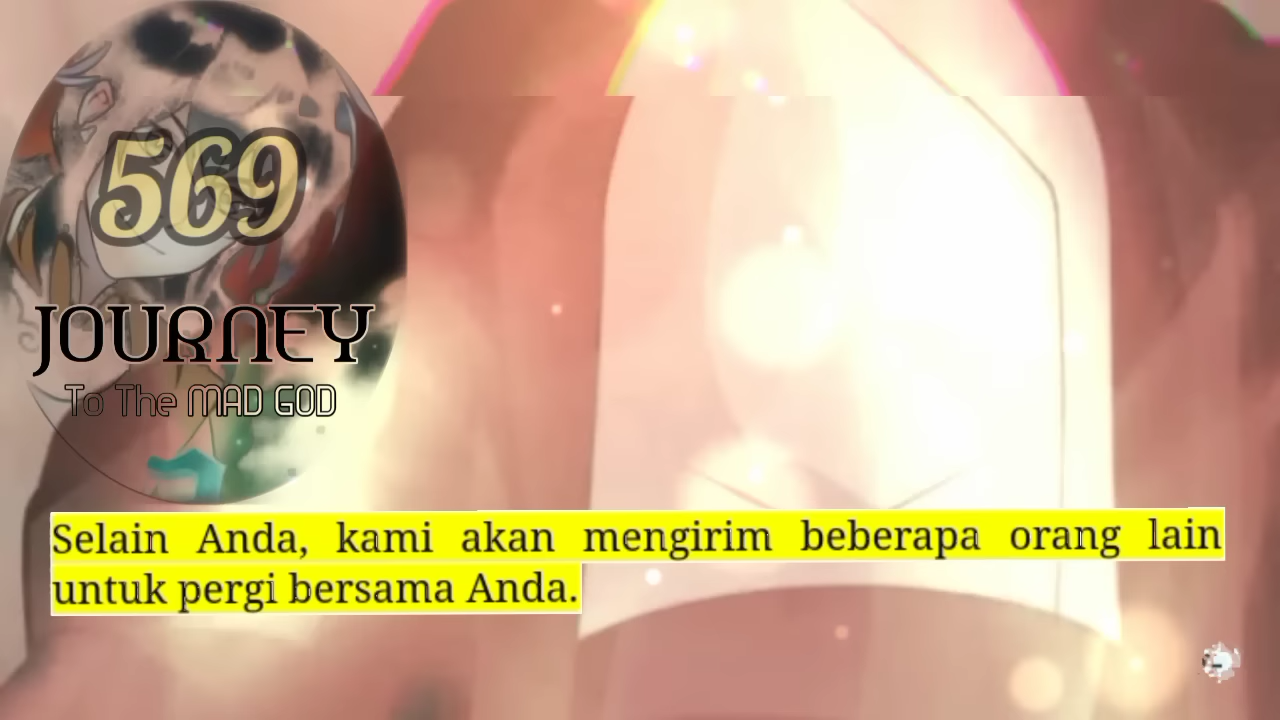 569
JOURNEY
To The MAD GOD
Selain Anda, kami akan mengirim beberapa orang lain
untuk pergi bersama Anda.